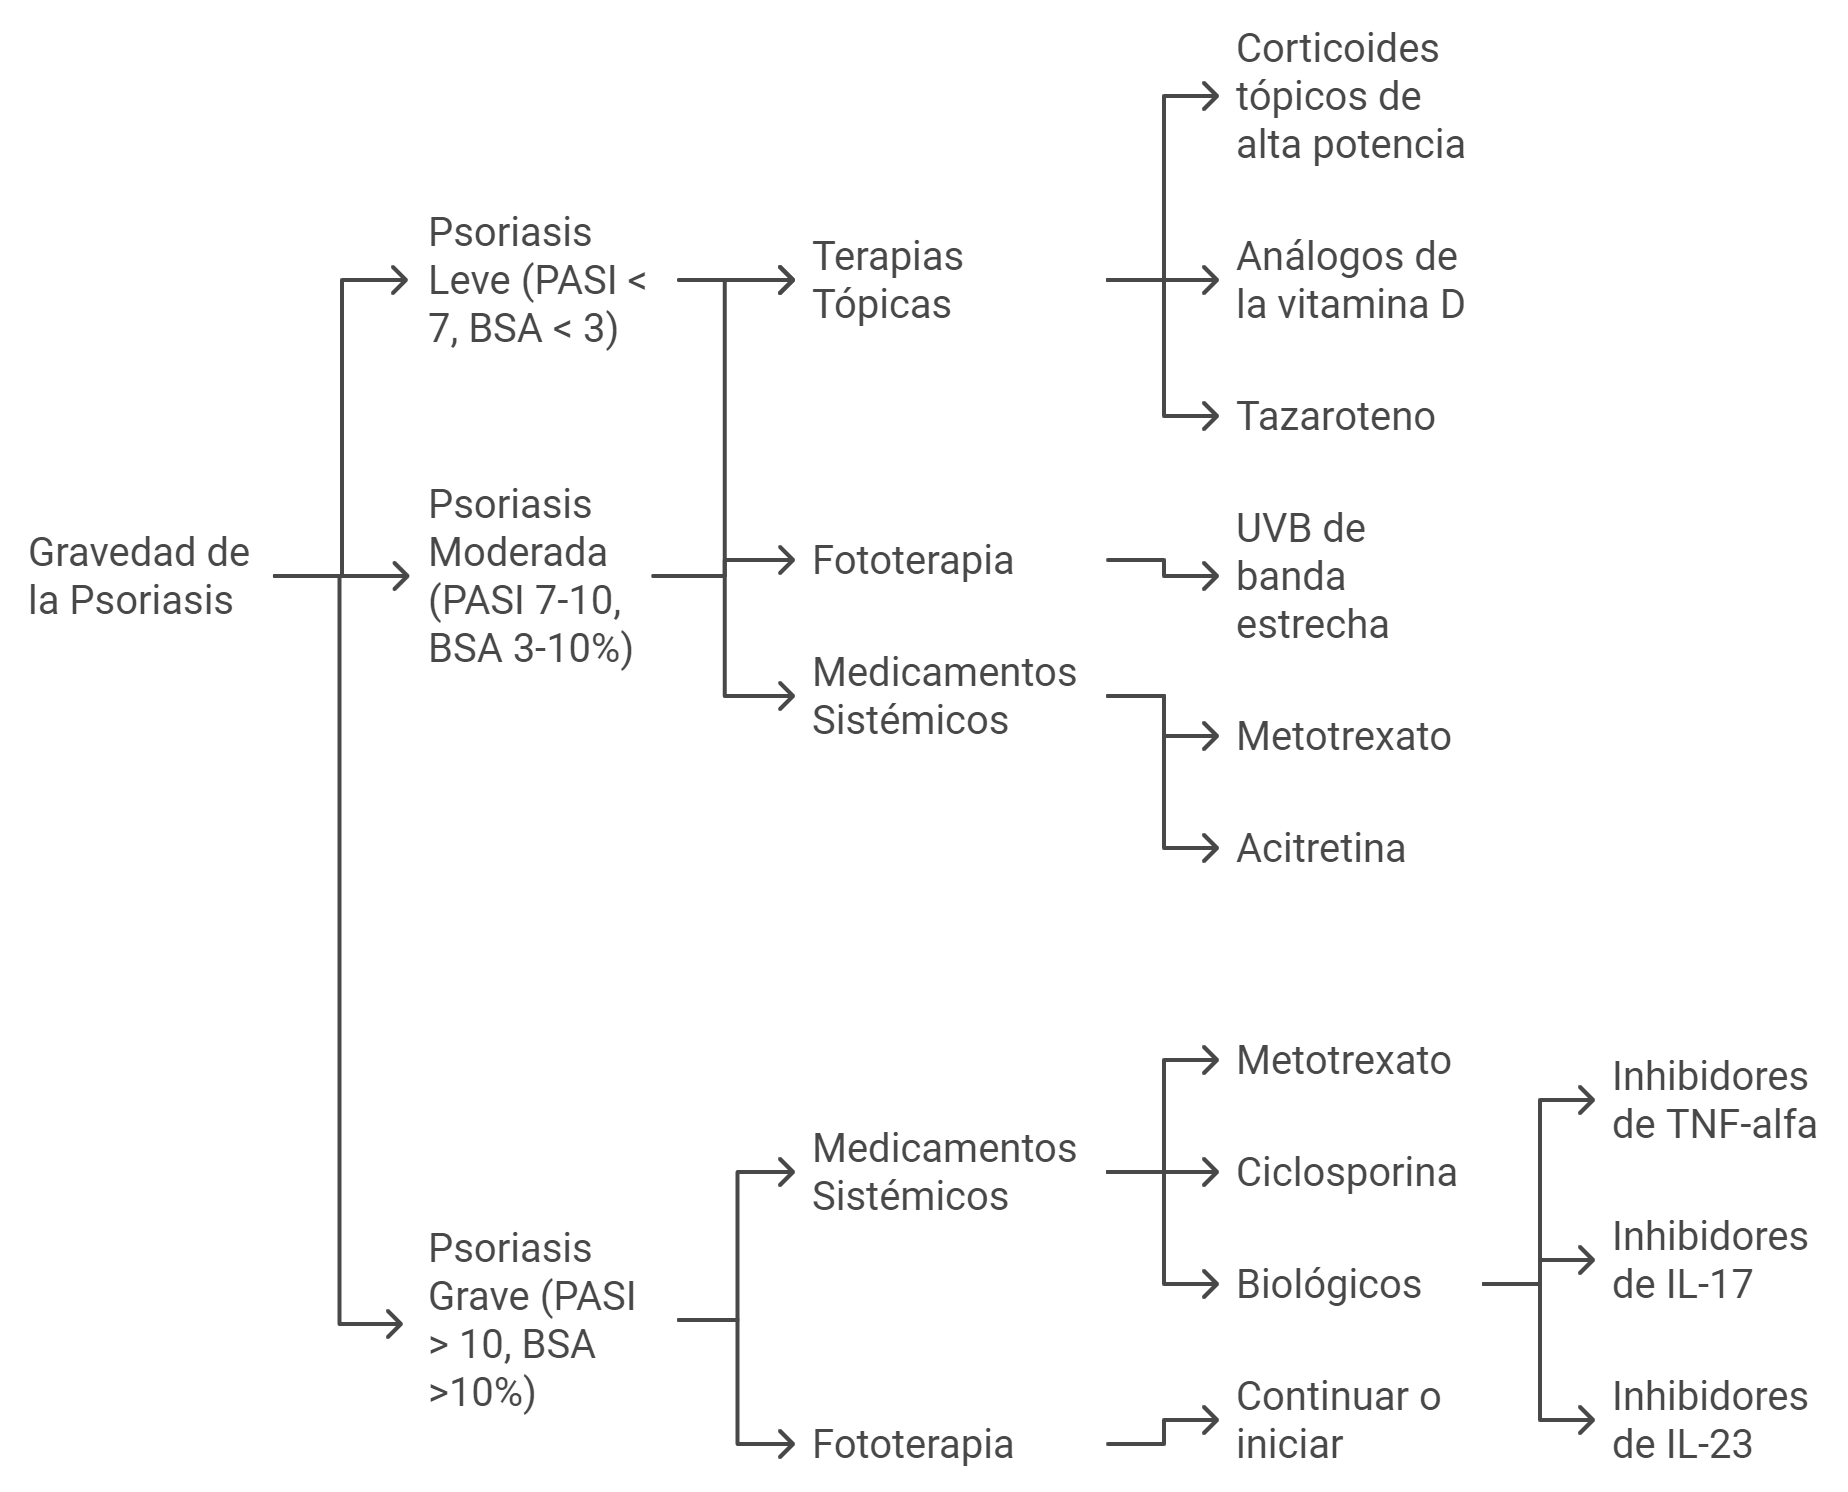 Gravedad de
la Psoriasis
Psoriasis
Leve (PASI <
7, BSA < 3)
Psoriasis
Moderada
(PASI 7-10,
BSA 3-10%)
Psoriasis
Grave (PASI
> 10, BSA
>10%)
Terapias
Tópicas
Fototerapia
Medicamentos
Sistémicos
Medicamentos
Sistémicos
Fototerapia
Corticoides
tópicos de
alta potencia
Análogos de
la vitamina D
Tazaroteno
UVB de
banda
estrecha
Metotrexato
Acitretina
Metotrexato
Ciclosporina
Biológicos
Continuar o
iniciar
Inhibidores
de TNF-alfa
Inhibidores
de IL-17
Inhibidores
de IL-23